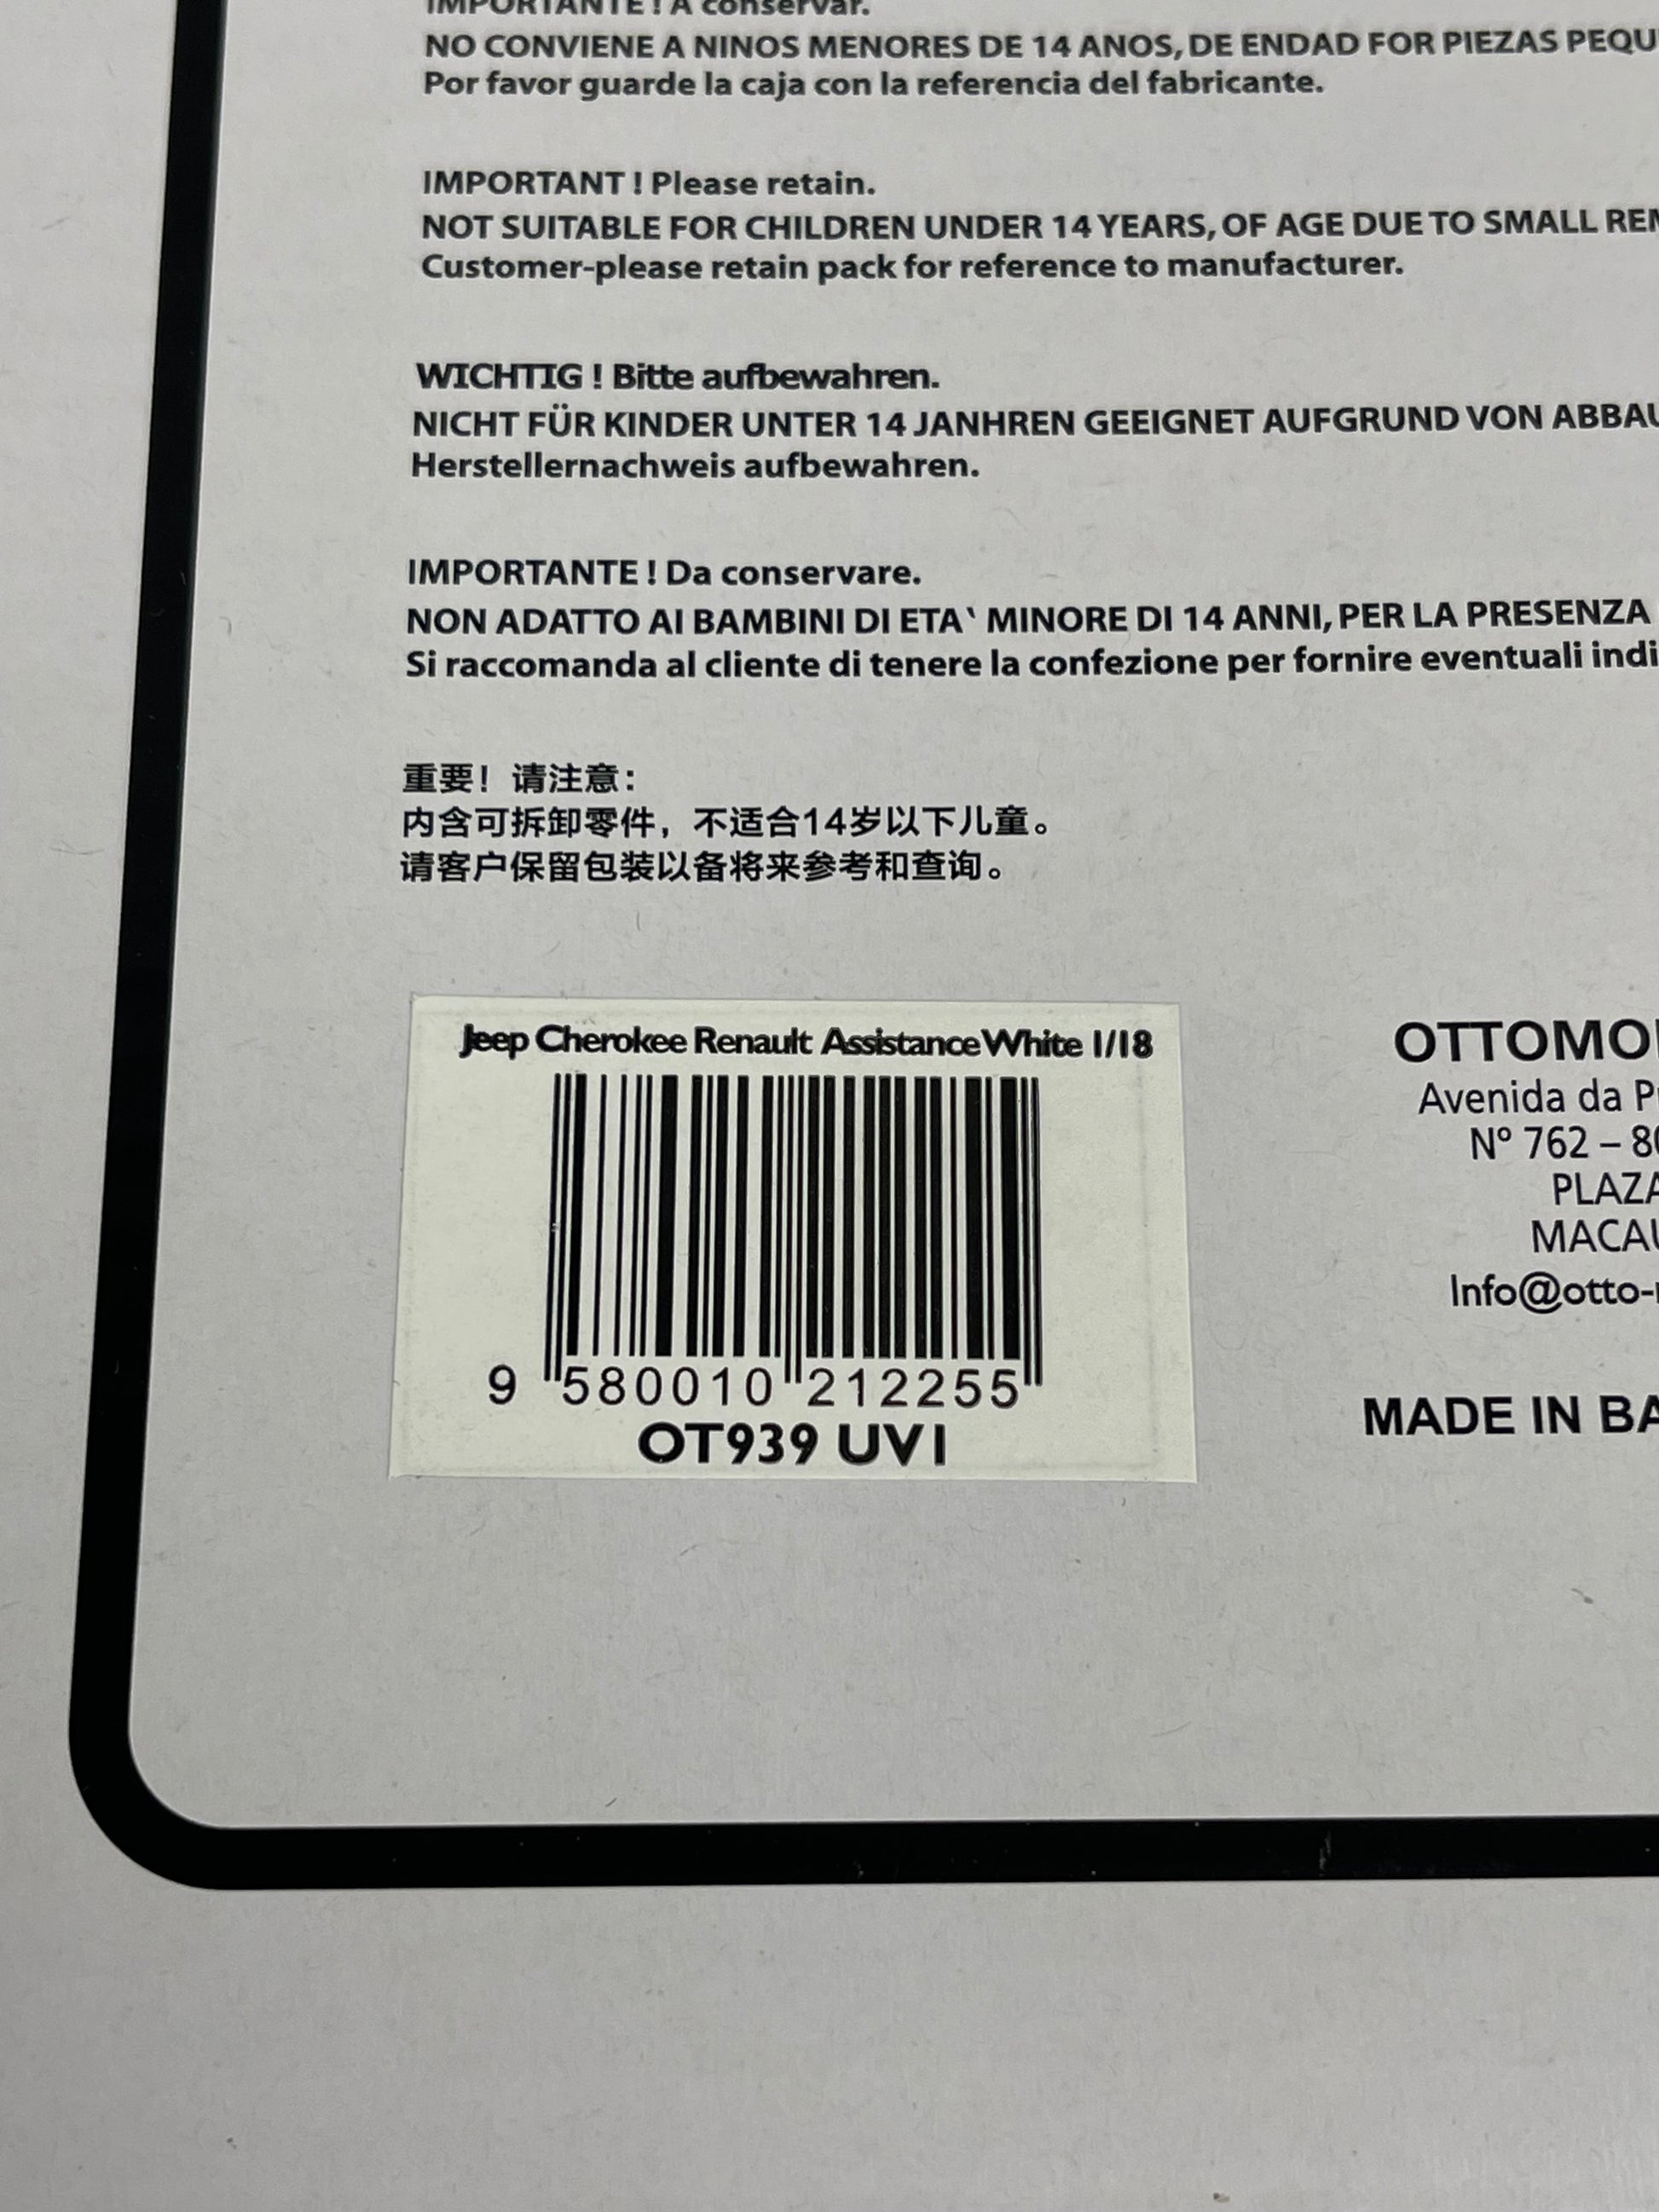 IMPORTANTE ! A conservar.
NO CONVIENE A NINOS MENORES DE 14 ANOS, DE ENDAD FOR PIEZAS
Por favor guarde la caja con la referencia del fabricante.
IMPORTANT ! Please retain.
NOT SUITABLE FOR CHILDREN UNDER 14 YEARS, OF AGE DUE TO SMALL
Customer-please retain pack for reference to manufacturer.
WICHTIG ! Bitte aufbewahren.
NICHT FÜR KINDER UNTER 14 JANHREN GEEIGNET AUFGRUND VON
Herstellernachweis aufbewahren.
IMPORTANTE ! Da conservare.
NON ADATTO AI BAMBINI DI ETA‵ MINORE DI 14 ANNI, PER LA PRESENZA
Si raccomanda al cliente di tenere la confezione per fornire eventuali
重要！请注意：
内含可拆卸零件，不适合14岁以下儿童。
请客户保留包装以备将来参考和查询。
Jeep Cherokee Renault Assistance White 1/18
9 580010 212255
OT939 UV1
Avenida da
Nº 762 –
MADE IN